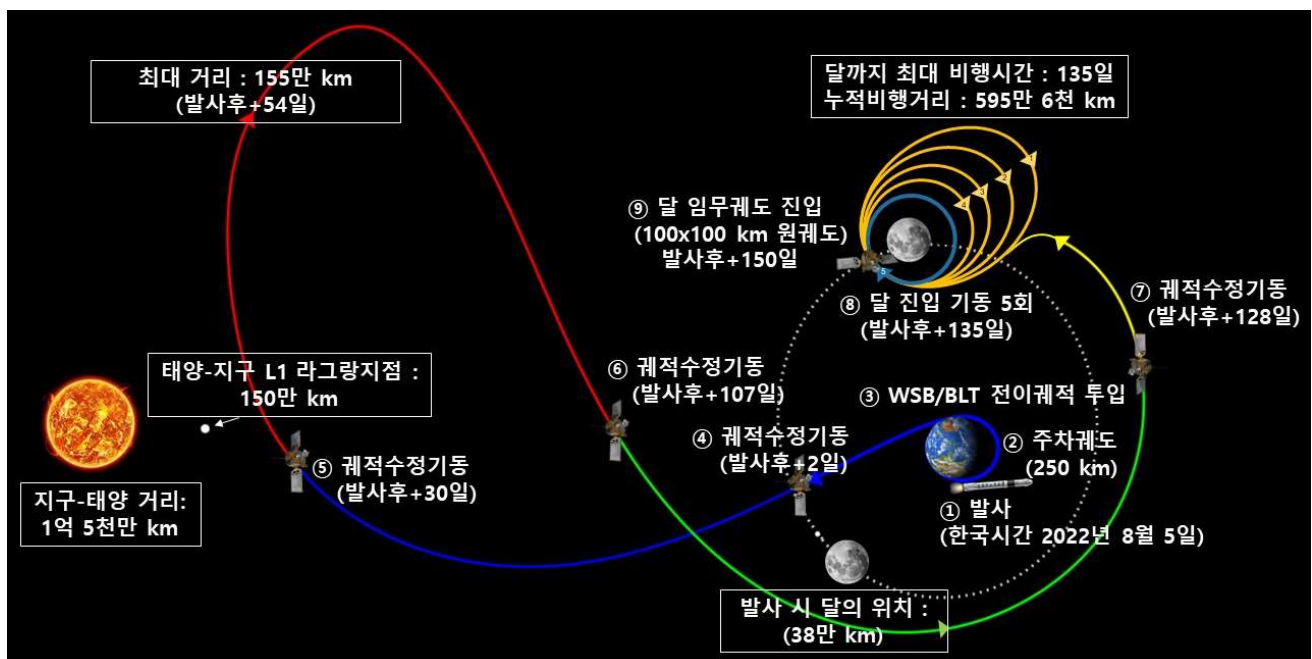 최대 거리 : 155만 km
(발사후+54일)
달까지 최대 비행시간 : 135일
누적비행거리 : 595만 6천 km
1
2
3
4
5
⑨ 달 임무궤도 진입
(100x100 km 원궤도)
발사후+150일
⑧ 달 진입 기동 5회
(발사후+135일)
⑦ 궤적수정기동
(발사후+128일)
태양-지구 L1 라그랑지점 :
150만 km
⑥ 궤적수정기동
(발사후+107일)
③ WSB/BLT 전이궤적 투입
④ 궤적수정기동
(발사후+2일)
② 주차궤도
(250 km)
⑤ 궤적수정기동
(발사후+30일)
지구-태양 거리:
1억 5천만 km
① 발사
(한국시간 2022년 8월 5일)
발사 시 달의 위치 :
(38만 km)